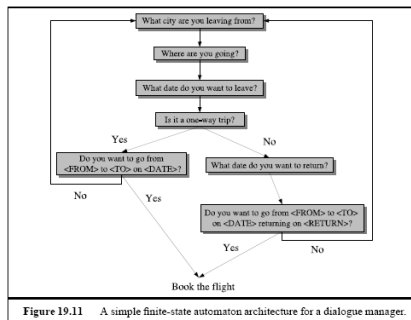 What city are you leaving from?
Where are you going?
What date do you want to leave?
Is it a one-way trip?
Yes
No
Do you want to go from
<FROM> to <TO> on <DATE>?
What date do you want to return?
No
Yes
Do you want to go from <FROM> to <TO>
on <DATE> returning on <RETURN>?
Yes
No
Book the flight
Figure 19.11 A simple finite-state automaton architecture for a dialogue manager.